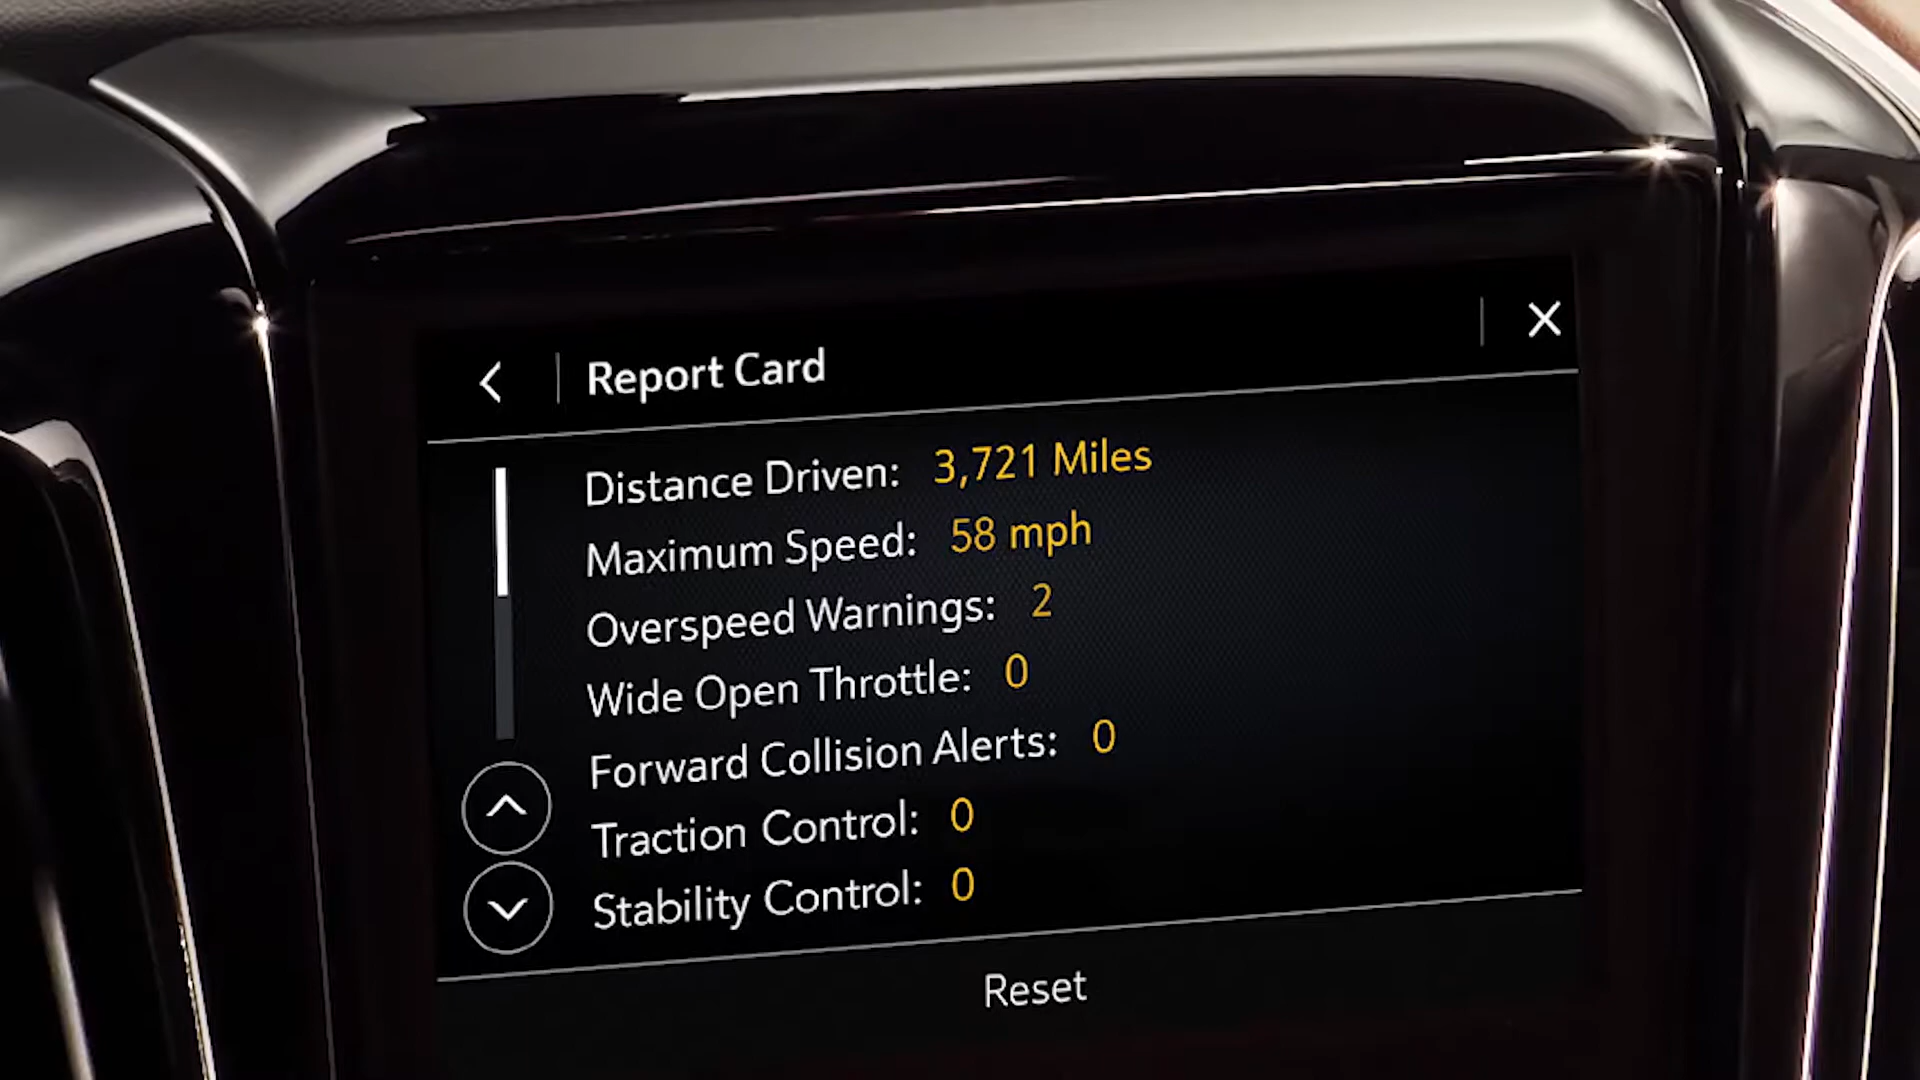 Report Card
Distance Driven: 3,721 Miles
Maximum Speed: 58 mph
Overspeed Warnings: 2
Wide Open Throttle: 0
Forward Collision Alerts: 0
Traction Control: 0
Stability Control: 0
Reset